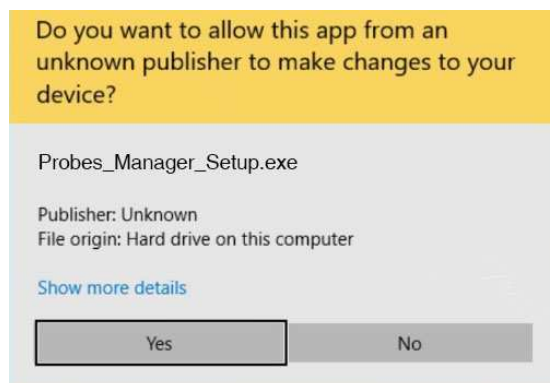 Do you want to allow this app from an
unknown publisher to make changes to your
device?
Probes_Manager_Setup.exe
Publisher: Unknown
File origin: Hard drive on this computer
Show more details
Yes No